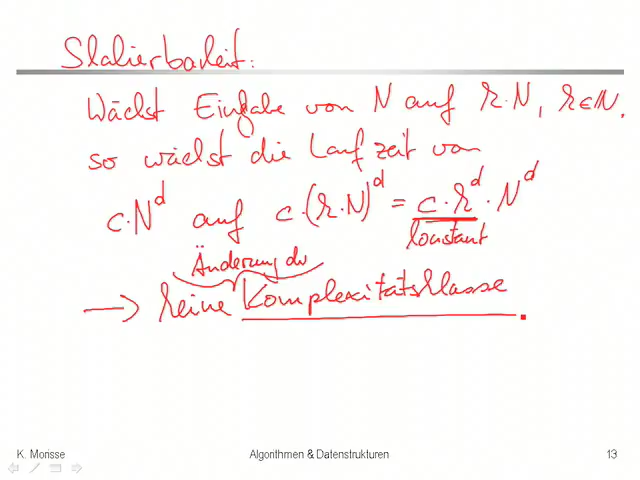 Skalierbarkeit:
Wächst Eingabe von N auf k·N, k∈ℕ,
so wächst die Laufzeit von
c·N^d auf c·(k·N)^d = c·k^d·N^d
konstant
Änderung der
→ keine Komplexitätsklasse.
K. Morisse Algorithmen & Datenstrukturen 13